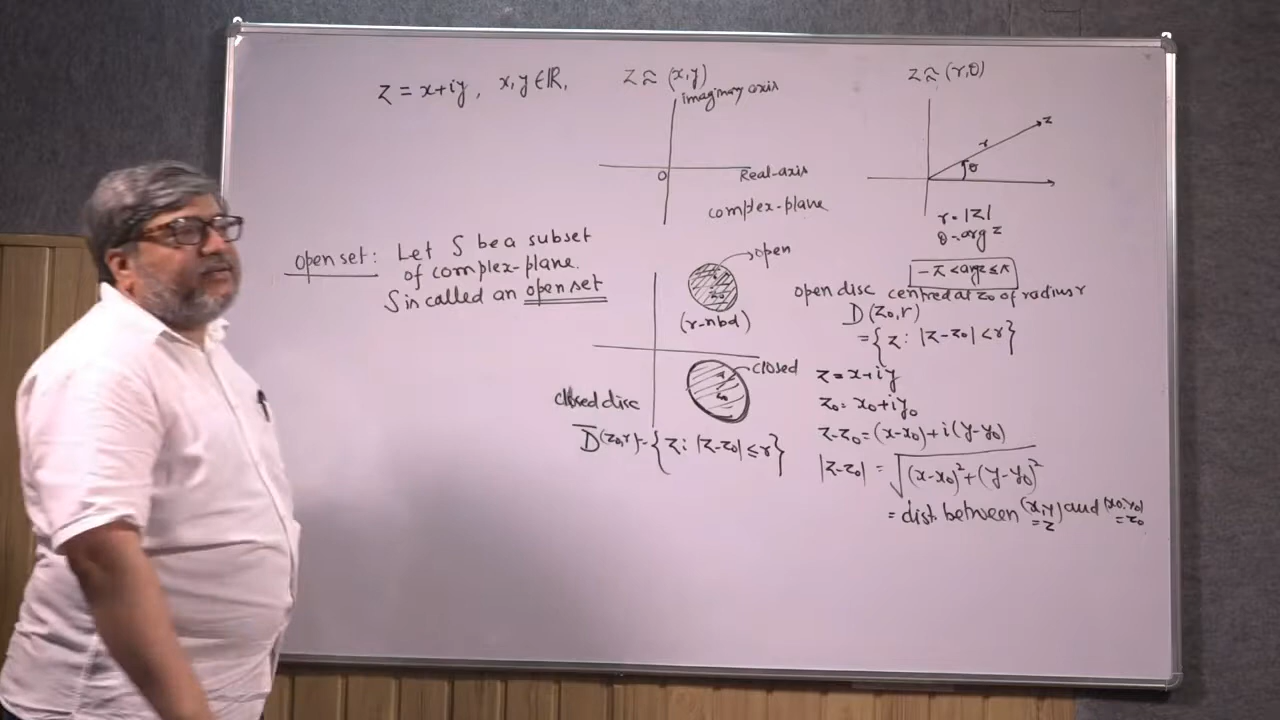 z = x+iy, x,y ∈ ℝ,
z ≈ (x,y)
imaginary axis
O
Real-axis
complex-plane
z ≈ (r,θ)
z
r
θ
r = |z|
θ = arg z
-π < arg z ≤ π
open set: Let S be a subset
of complex-plane.
S is called an open set
open
z0
(r-nbd)
closed
r
z0
closed disc
D̅(z0,r) = {z: |z-z0| ≤ r}
open disc centred at z0 of radius r
D(z0,r)
= {z: |z-z0| < r}
z = x+iy
z0 = x0+iy0
z-z0 = (x-x0)+i(y-y0)
|z-z0| = √(x-x0)²+(y-y0)²
= dist. between (x,y) and (x0,y0)
=z =z0